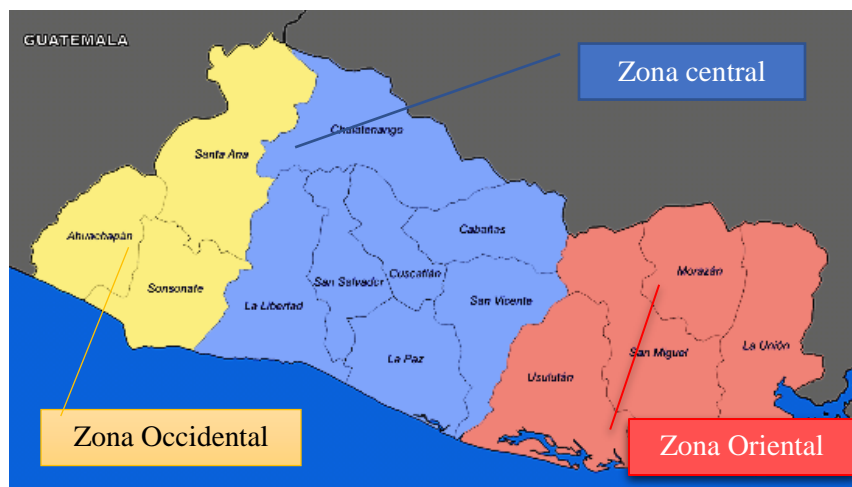 GUATEMALA
Zona central
Chalatenango
Santa Ana
Ahuachapán
Cabañas
Sonsonate
La Libertad
San Salvador
Cuscatlán
San Vicente
Morazán
La Paz
Usulután
San Miguel
La Unión
Zona Occidental
Zona Oriental